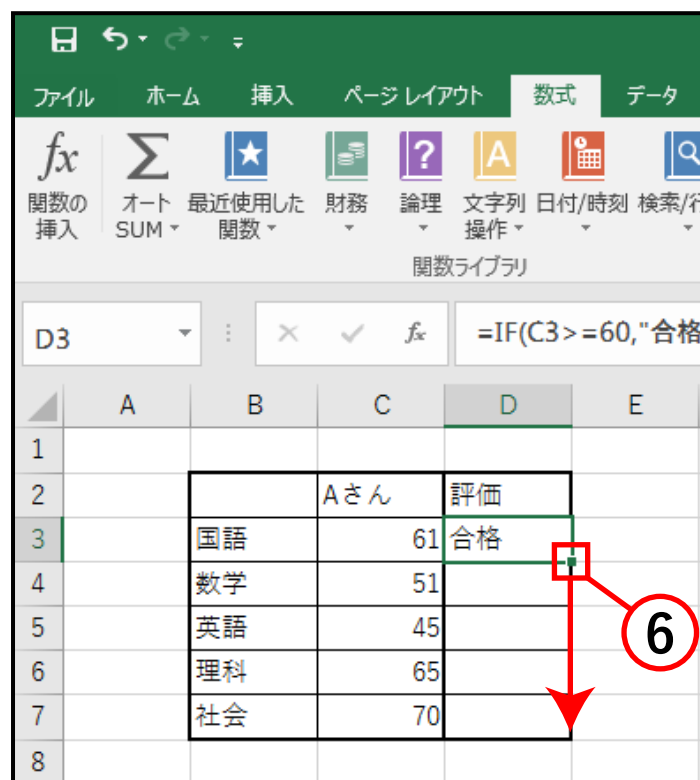 ファイル ホーム 挿入 ページ レイアウト 数式 データ
fx
関数の
挿入
オート
SUM
最近使用した
関数
財務
論理
文字列
操作
日付/時刻
検索/
関数ライブラリ
D3 fx =IF(C3>=60,"合格
A B C D E
1
2 Aさん 評価
3 国語 61 合格
4 数学 51
5 英語 45
6 理科 65
7 社会 70
8
6